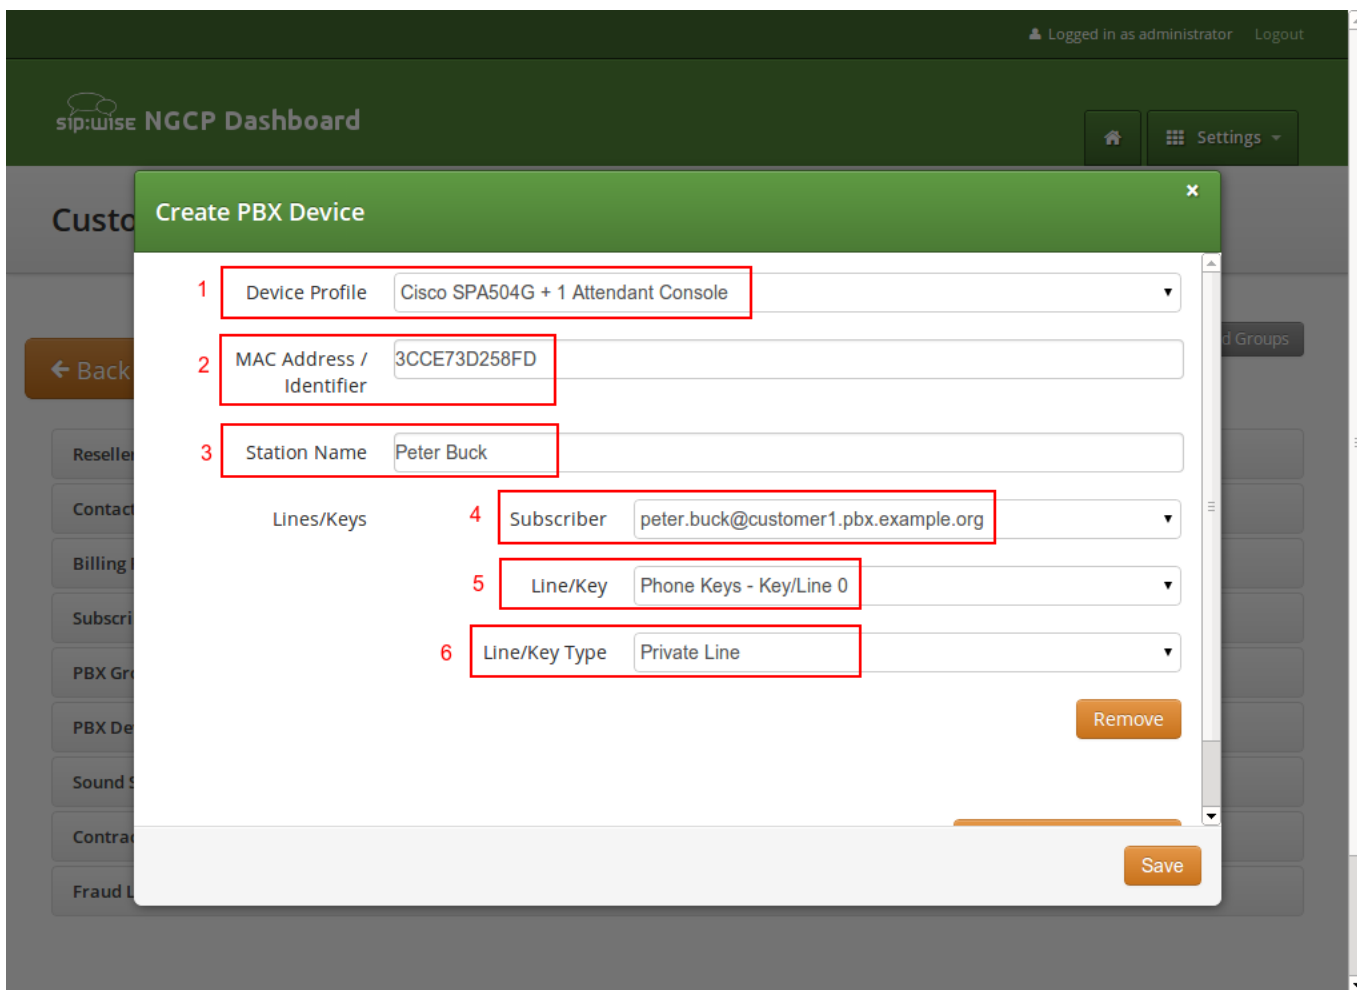 Logged in as administrator Logout
sip:wise NGCP Dashboard
Settings
Custo
Create PBX Device
×
1 Device Profile Cisco SPA504G + 1 Attendant Console
d Groups
Back
2 MAC Address / Identifier 3CCE73D258FD
3 Station Name Peter Buck
Reseller
Contact
Lines/Keys 4 Subscriber peter.buck@customer1.pbx.example.org
Billing
5 Line/Key Phone Keys - Key/Line 0
Subscri
6 Line/Key Type Private Line
PBX Gro
Remove
PBX De
Sound S
Contrac
Save
Fraud L